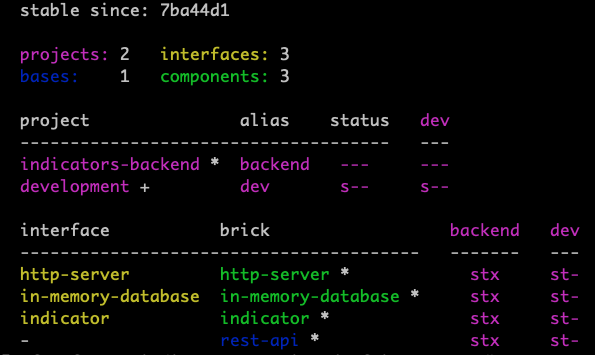 stable since: 7ba44d1
projects: 2 interfaces: 3
bases: 1 components: 3
project alias status dev
----------------------------------- ---
indicators-backend * backend --- ---
development + dev s-- s--
interface brick backend dev
---------------------------------------- ------- ---
http-server http-server * stx st-
in-memory-database in-memory-database * stx st-
indicator indicator * stx st-
- rest-api * stx st-